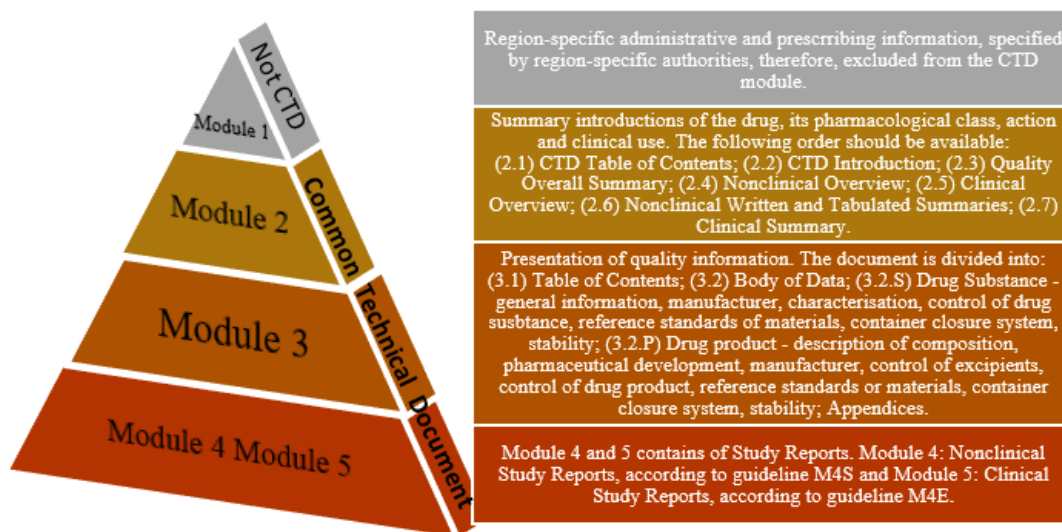 Not CTD
Module 1
Region-specific administrative and prescrribing information, specified
by region-specific authorities, therefore, excluded from the CTD
module.
Common
Module 2
Summary introductions of the drug, its pharmacological class, action
and clinical use. The following order should be available:
(2.1) CTD Table of Contents; (2.2) CTD Introduction; (2.3) Quality
Overall Summary; (2.4) Nonclinical Overview; (2.5) Clinical
Overview; (2.6) Nonclinical Written and Tabulated Summaries; (2.7)
Clinical Summary.
Technical
Module 3
Presentation of quality information. The document is divided into:
(3.1) Table of Contents; (3.2) Body of Data; (3.2.S) Drug Substance -
general information, manufacturer, characterisation, control of drug
susbtance, reference standards of materials, container closure system,
stability; (3.2.P) Drug product - description of composition,
pharmaceutical development, manufacturer, control of excipients,
control of drug product, reference standards or materials, container
closure system, stability; Appendices.
Document
Module 4 Module 5
Module 4 and 5 contains of Study Reports. Module 4: Nonclinical
Study Reports, according to guideline M4S and Module 5: Clinical
Study Reports, according to guideline M4E.